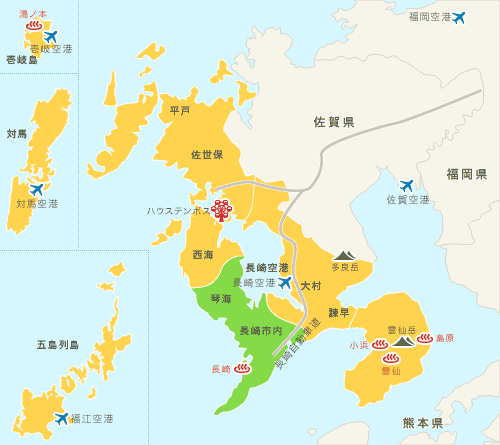 湯ノ本
壱岐空港
壱岐島
対馬
対馬空港
五島列島
福江空港
福岡空港
平戸
佐賀県
佐世保
福岡県
佐賀空港
ハウステンボス
西海
長崎空港
長崎空港
多良岳
琴海
大村
諫早
長崎市内
長崎自動車道
雲仙岳
島原
小浜
雲仙
長崎
熊本県